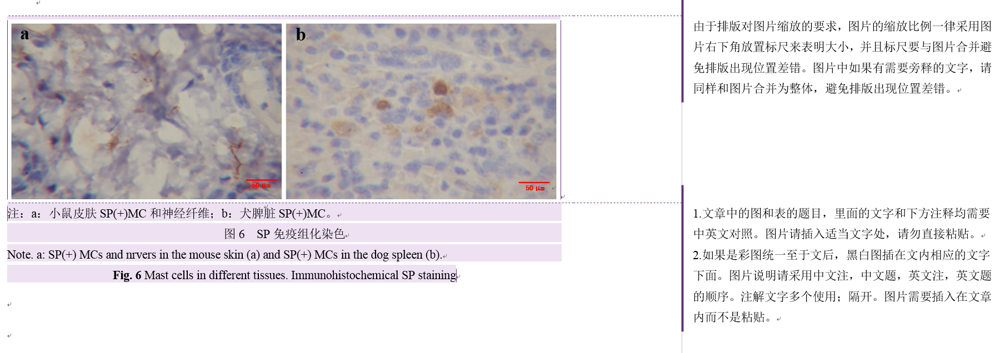 a
b
50 μm
50 μm
注：a：小鼠皮肤 SP(+)MC 和神经纤维；b：犬脾脏 SP(+)MC。
图 6　SP 免疫组化染色
Note. a: SP(+) MCs and nrvers in the mouse skin (a) and SP(+) MCs in the dog spleen (b).
Fig. 6 Mast cells in different tissues. Immunohistochemical SP staining
由于排版对图片缩放的要求，图片的缩放比例一律采用图
片右下角放置标尺来表明大小，并且标尺要与图片合并避
免排版出现位置差错。图片中如果有需要旁释的文字，请
同样和图片合并为整体，避免排版出现位置差错。
1.文章中的图和表的题目，里面的文字和下方注释均需要
中英文对照。图片请插入适当文字处，请勿直接粘贴。
2.如果是彩图统一至于文后，黑白图插在文内相应的文字
下面。图片说明请采用中文注，中文题，英文注，英文题
的顺序。注解文字多个使用；隔开。图片需要插入在文章
内而不是粘贴。